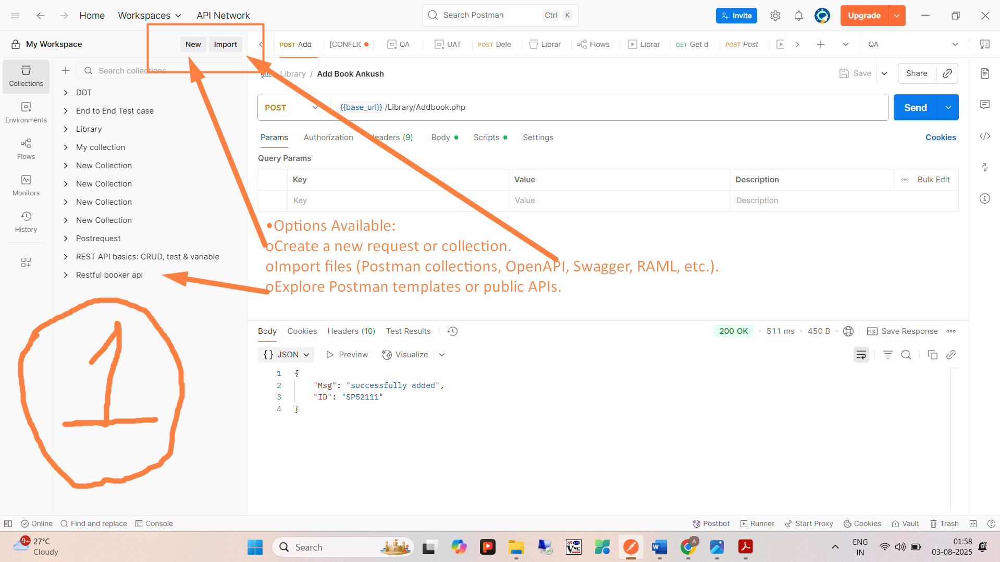 Home Workspaces API Network Search Postman Ctrl K Invite Upgrade
My Workspace New Import POST Add [CONFLIC QA UAT POST Dele Librar Flows Librar GET Get d POST Post QA
Search collections
Library / Add Book Ankush Save Share
Collections
DDT
POST {{base_url}}/Library/Addbook.php Send
End to End Test case
Environments
Library
Params Authorization Headers (9) Body Scripts Settings Cookies
My collection
Flows
Query Params
New Collection
Key Value Description Bulk Edit
New Collection
Monitors
Key Value Description
New Collection
New Collection
History
•Options Available:
Postrequest
oCreate a new request or collection.
REST API basics: CRUD, test & variable
oImport files (Postman collections, OpenAPI, Swagger, RAML, etc.).
Restful booker api
oExplore Postman templates or public APIs.
1
Body Cookies Headers (10) Test Results 200 OK 511 ms 450 B e.g. Save Response
{} JSON Preview Visualize
1 {
2 "Msg": "successfully added",
3 "ID": "SP52111"
4 }
Online Find and replace Console Postbot Runner Start Proxy Cookies Vault Trash
9+ 27°C
Cloudy
Search
VNC
A
ENG
IN
01:58
03-08-2025